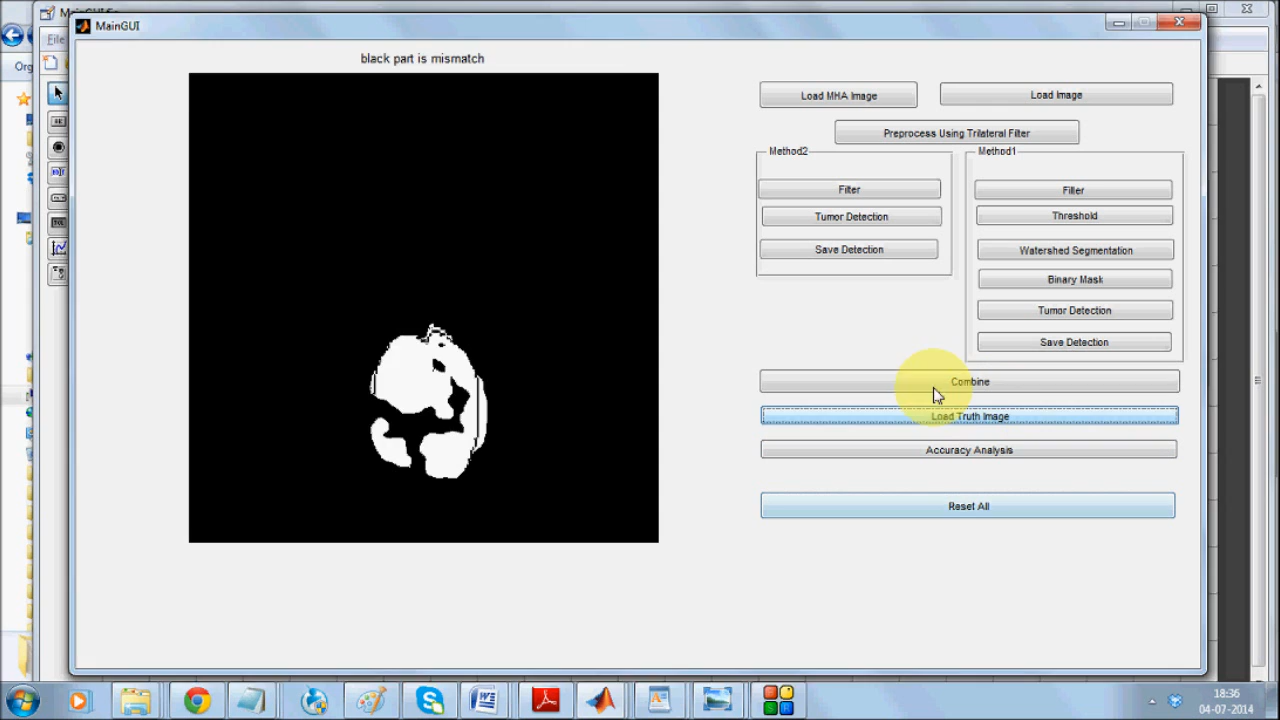 MainGUI
File
Org
black part is mismatch
Load MHA Image
Load Image
Preprocess Using Trilateral Filter
Method2
Filter
Tumor Detection
Save Detection
Method1
Filter
Threshold
Watershed Segmentation
Binary Mask
Tumor Detection
Save Detection
Combine
Load Truth Image
Accuracy Analysis
Reset All
18:36
04-07-2014